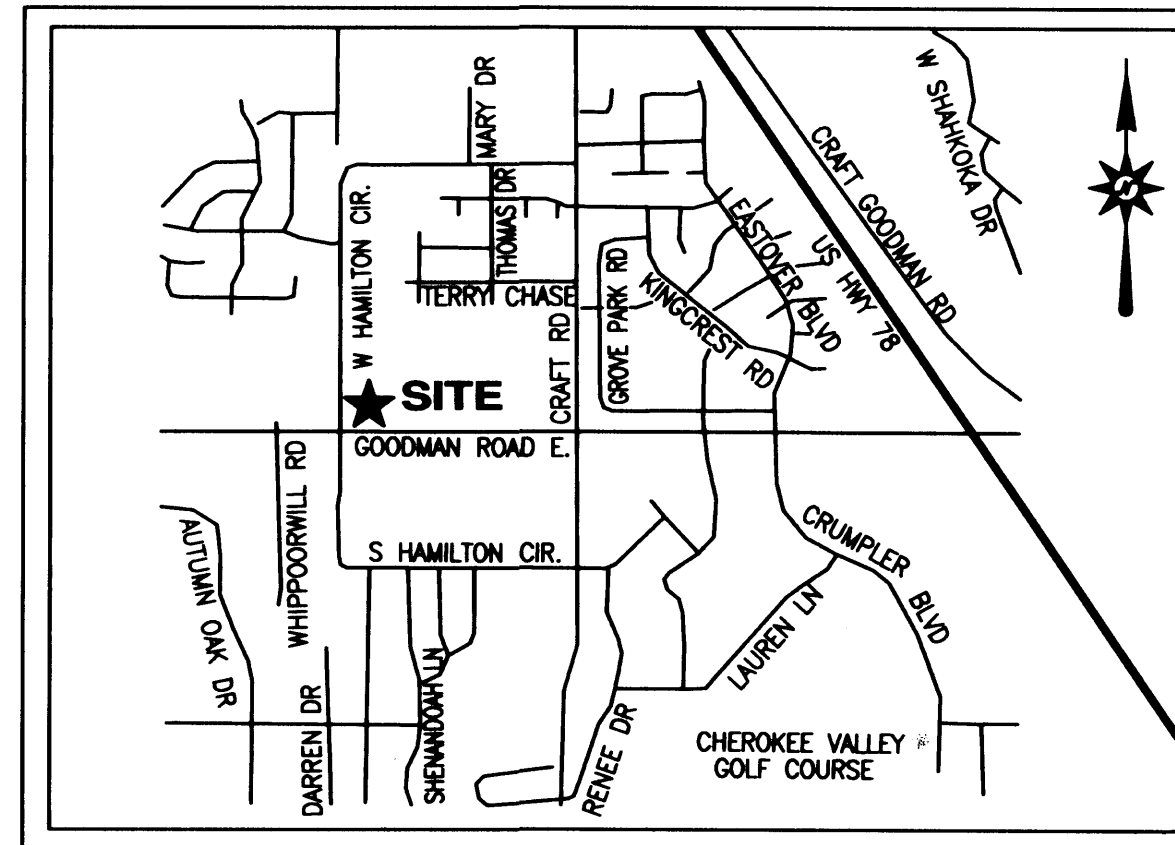 MARY DR
W SHAHKOKA DR
CRAFT GOODMAN RD
W HAMILTON CIR.
THOMAS DR
EASTOVER BLVD
US HWY 78
TERRY CHASE
GROVE PARK RD
KINGCREST RD
CRAFT RD
SITE
GOODMAN ROAD E.
WHIPPOORWILL RD
AUTUMN OAK DR
S HAMILTON CIR.
CRUMPLER BLVD
LAUREN LN
SHENANDOAH LN
DARREN DR
RENEE DR
CHEROKEE VALLEY
GOLF COURSE
N